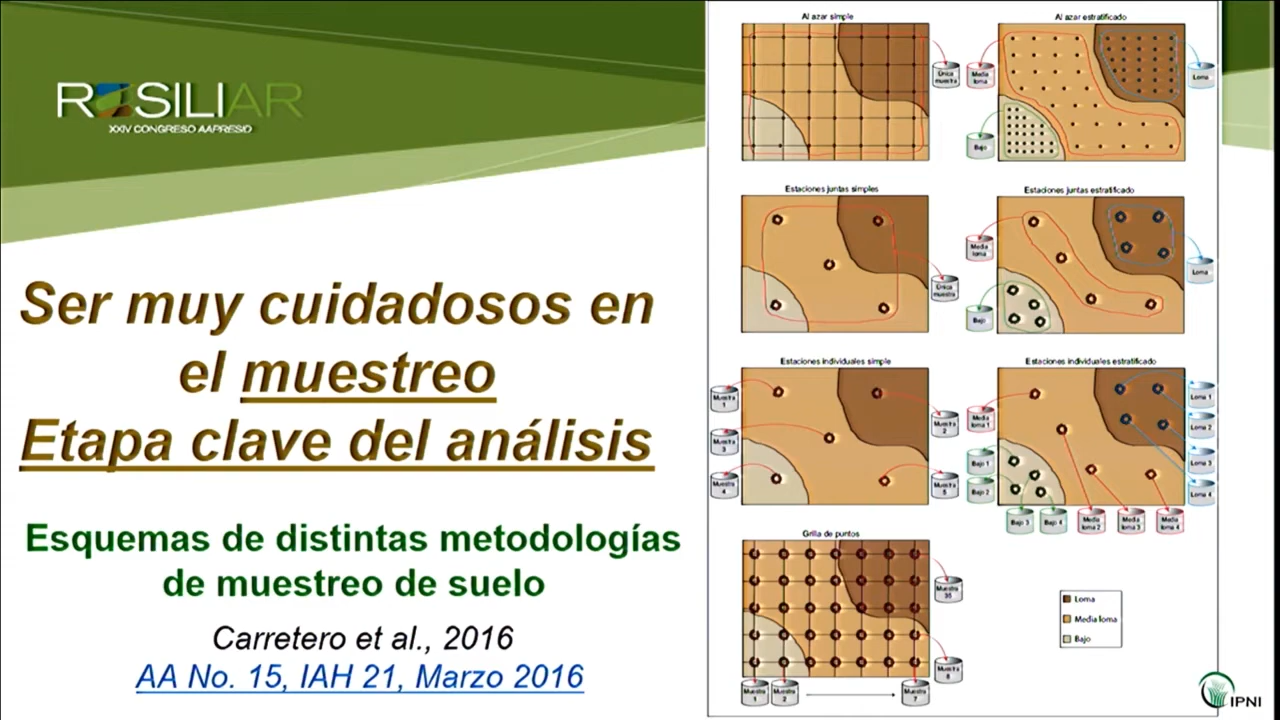 ROSILIAR
XXIV CONGRESO AAPRESID
Ser muy cuidadosos en
el muestreo
Etapa clave del análisis
Esquemas de distintas metodologías
de muestreo de suelo
Carretero et al., 2016
AA No. 15, IAH 21, Marzo 2016
Al azar simple
Única
muestra
Al azar estratificado
Media
loma
Loma
Bajo
Estaciones juntas simples
Única
muestra
Estaciones juntas estratificado
Media
loma
Loma
Bajo
Estaciones individuales simple
Muestra
1
Muestra
2
Muestra
3
Muestra
4
Muestra
5
Estaciones individuales estratificado
Media
loma 1
Loma 1
Loma 2
Bajo 1
Loma 3
Bajo 2
Loma 4
Bajo 3
Bajo 4
Media
loma 2
Media
loma 3
Media
loma 4
Grilla de puntos
Muestra
35
Muestra
8
Muestra
1
Muestra
2
Muestra
7
Loma
Media loma
Bajo
IPNI